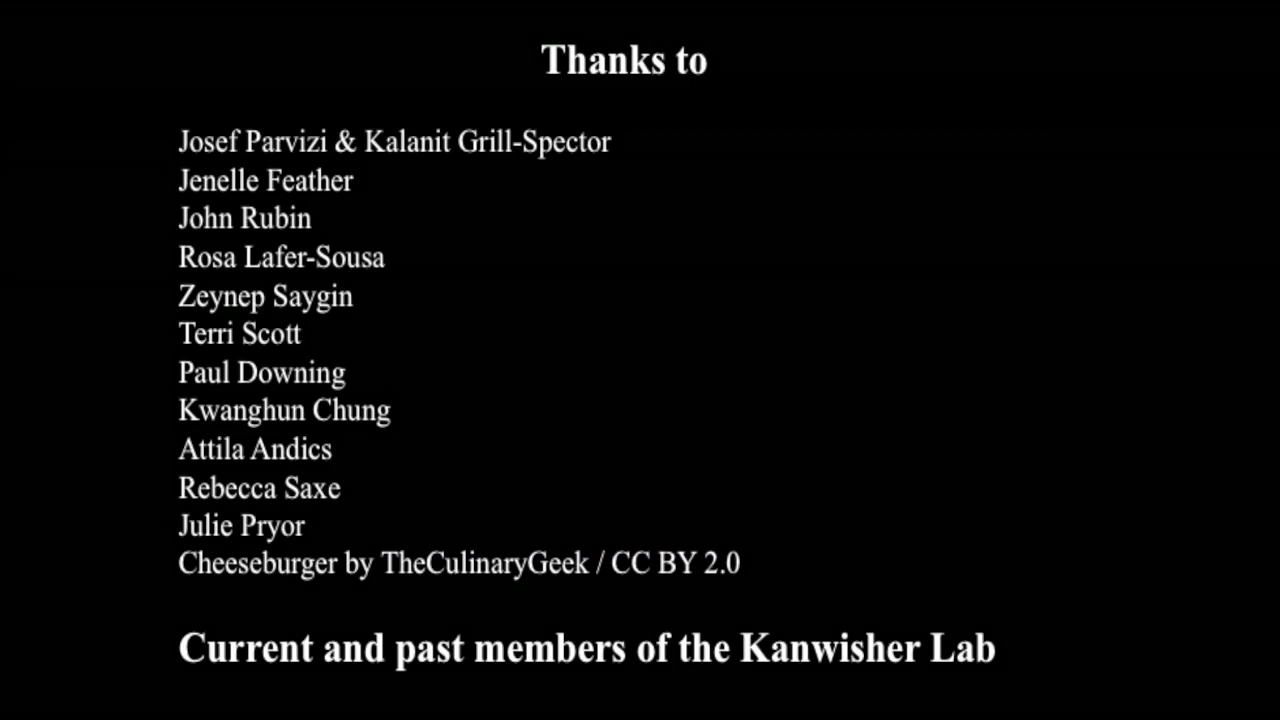 Thanks to
Josef Parvizi & Kalanit Grill-Spector
Jenelle Feather
John Rubin
Rosa Lafer-Sousa
Zeynep Saygin
Terri Scott
Paul Downing
Kwanghun Chung
Attila Andics
Rebecca Saxe
Julie Pryor
Cheeseburger by TheCulinaryGeek / CC BY 2.0
Current and past members of the Kanwisher Lab